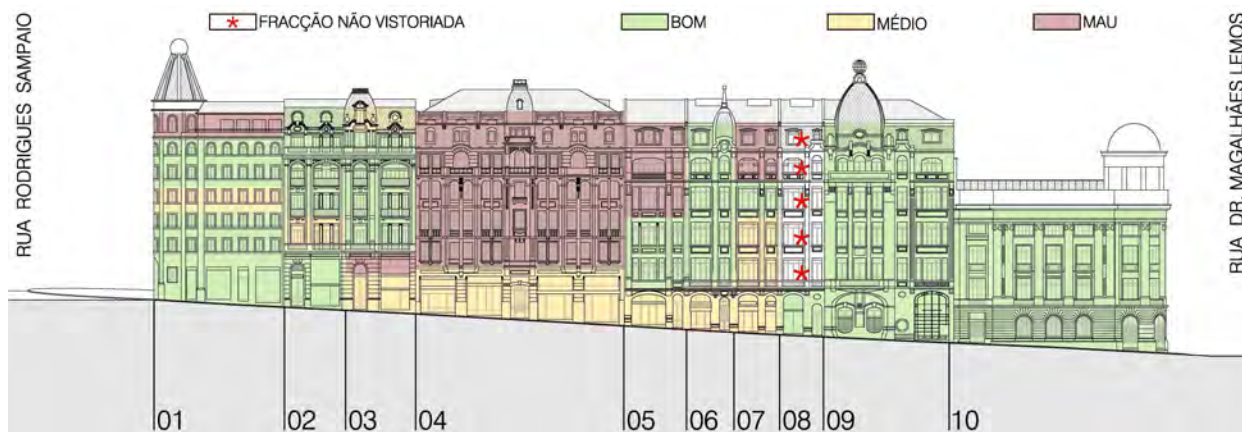 FRACÇÃO NÃO VISTORIADA
BOM
MÉDIO
MAU
RUA RODRIGUES SAMPAIO
RUA DR. MAGALHÃES LEMOS
01
02
03
04
05
06
07
08
09
10